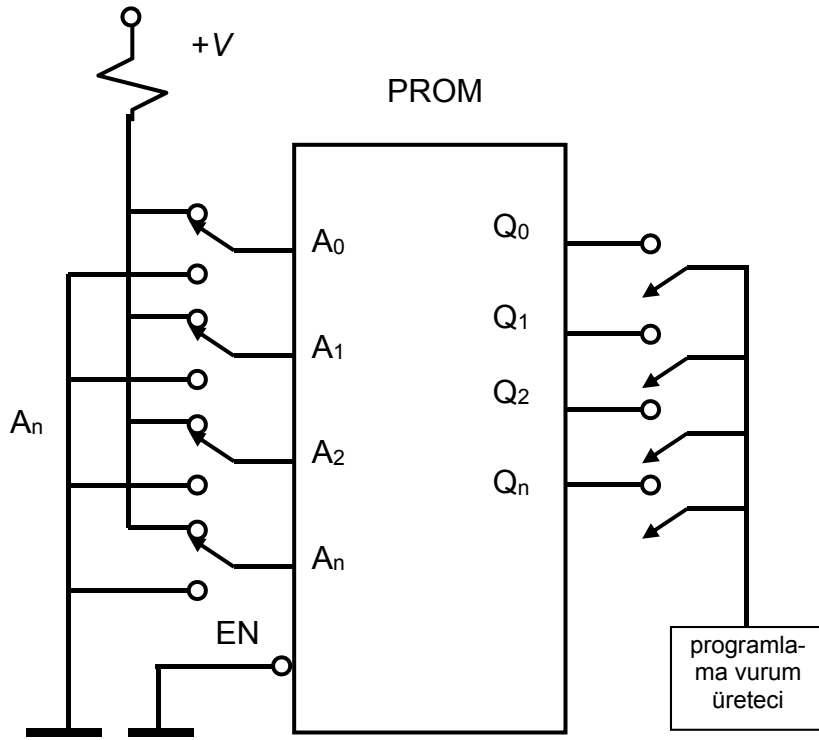 +V
PROM
A0
Q0
A1
Q1
An
A2
Q2
An
Qn
EN
programla-
ma vurum
üreteci